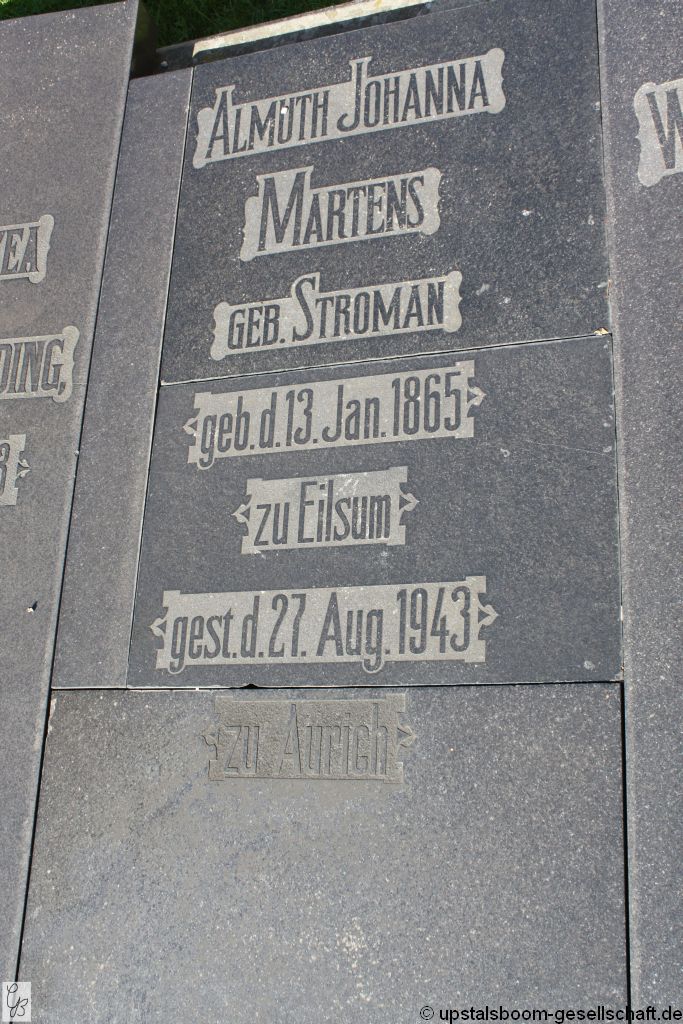 ALMUTH JOHANNA
MARTENS
GEB. STROMAN
geb. d. 13. Jan. 1865
zu Eilsum
gest. d. 27. Aug. 1943
zu Aurich
DING,
© upstalsboom-gesellschaft.de